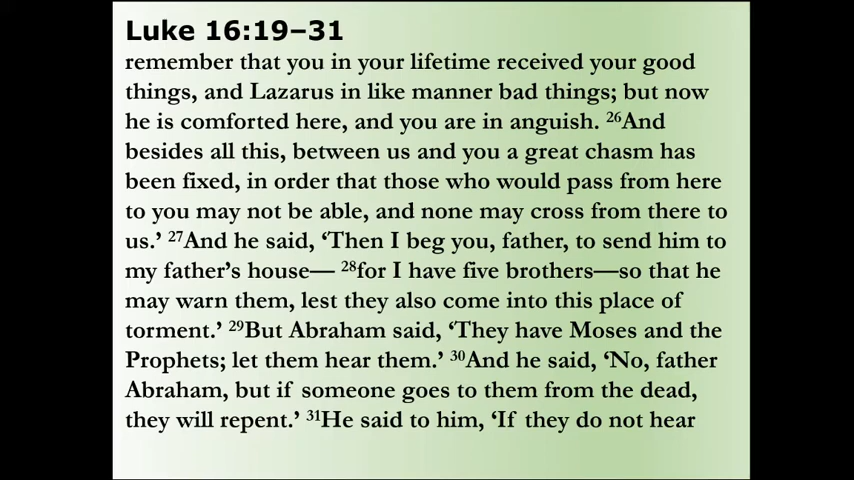 Luke 16:19–31
remember that you in your lifetime received your good
things, and Lazarus in like manner bad things; but now
he is comforted here, and you are in anguish. ²⁶And
besides all this, between us and you a great chasm has
been fixed, in order that those who would pass from here
to you may not be able, and none may cross from there to
us.’ ²⁷And he said, ‘Then I beg you, father, to send him to
my father’s house— ²⁸for I have five brothers—so that he
may warn them, lest they also come into this place of
torment.’ ²⁹But Abraham said, ‘They have Moses and the
Prophets; let them hear them.’ ³⁰And he said, ‘No, father
Abraham, but if someone goes to them from the dead,
they will repent.’ ³¹He said to him, ‘If they do not hear